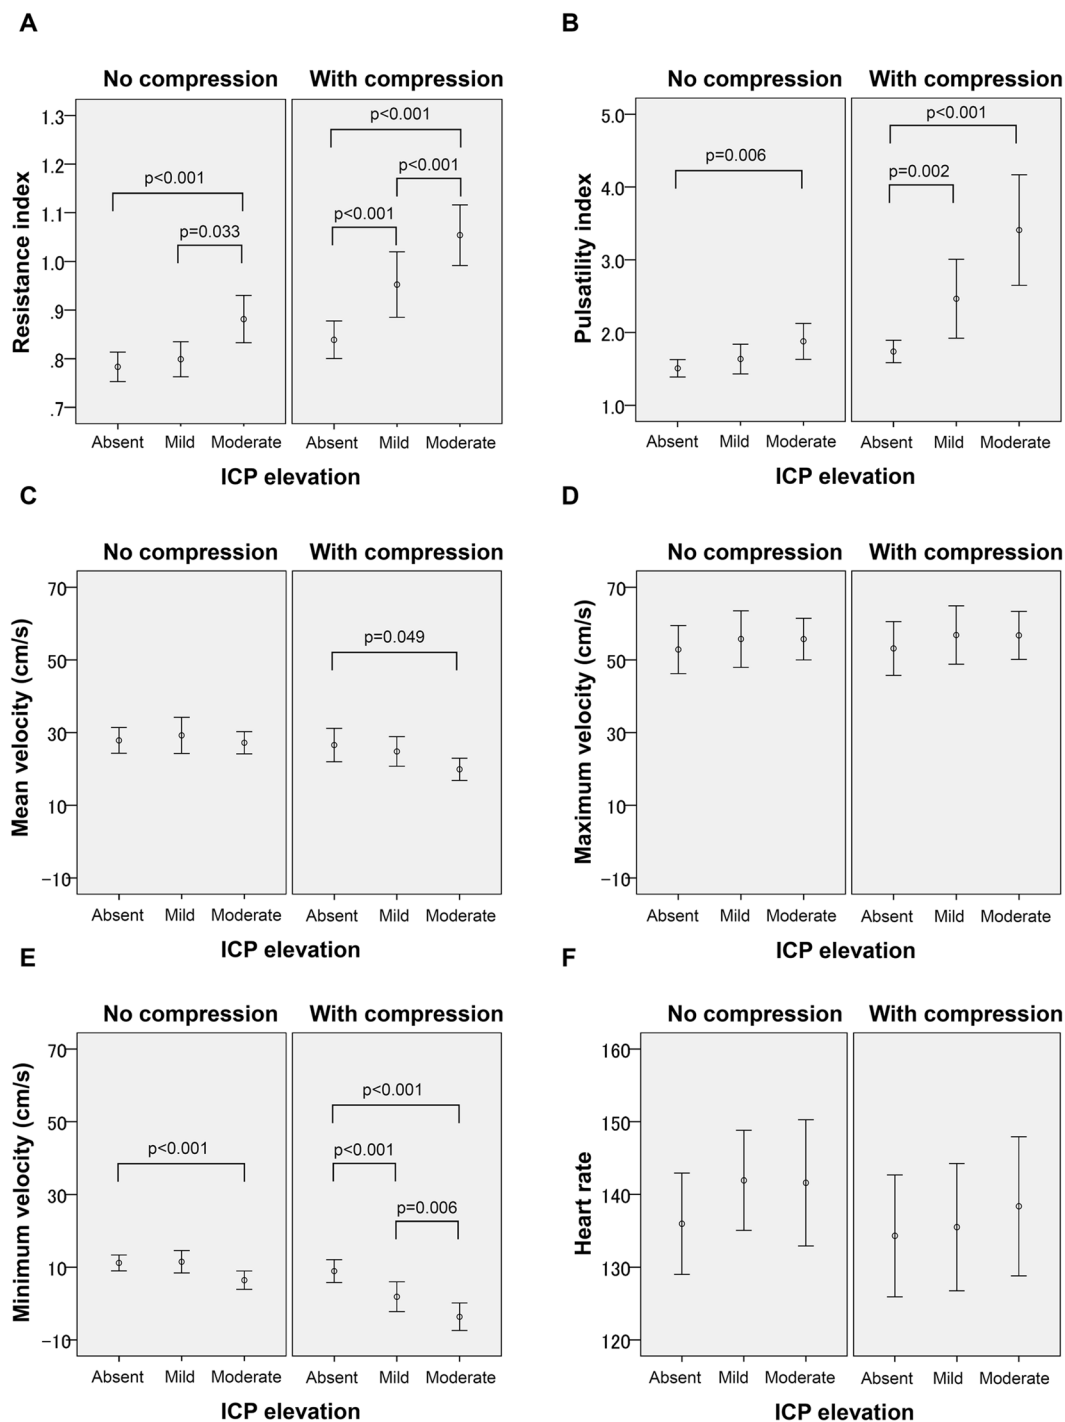 A
No compression With compression
Resistance index
1.3
1.2
1.1
1.0
.9
.8
.7
p<0.001
p=0.033
p<0.001
p<0.001
p<0.001
Absent Mild Moderate Absent Mild Moderate
ICP elevation
B
No compression With compression
Pulsatility index
5.0
4.0
3.0
2.0
1.0
p=0.006
p<0.001
p=0.002
Absent Mild Moderate Absent Mild Moderate
ICP elevation
C
No compression With compression
Mean velocity (cm/s)
70
50
30
10
-10
p=0.049
Absent Mild Moderate Absent Mild Moderate
ICP elevation
D
No compression With compression
Maximum velocity (cm/s)
70
50
30
10
-10
Absent Mild Moderate Absent Mild Moderate
ICP elevation
E
No compression With compression
Minimum velocity (cm/s)
70
50
30
10
-10
p<0.001
p<0.001
p<0.001
p=0.006
Absent Mild Moderate Absent Mild Moderate
ICP elevation
F
No compression With compression
Heart rate
160
150
140
130
120
Absent Mild Moderate Absent Mild Moderate
ICP elevation